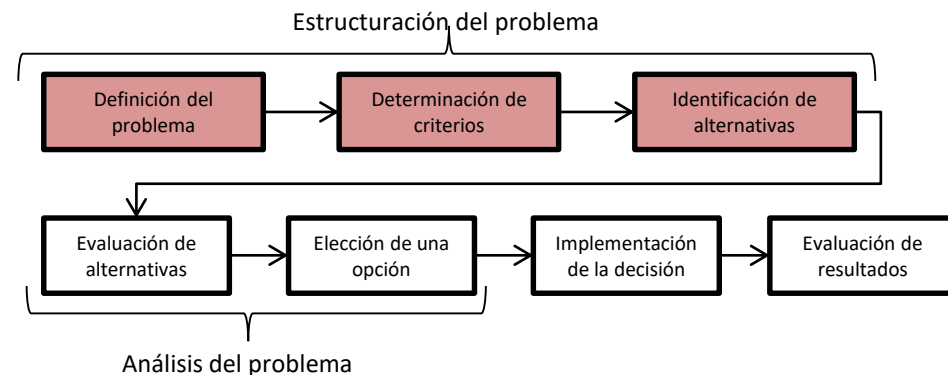 Estructuración del problema
Definición del
problema
Determinación de
criterios
Identificación de
alternativas
Evaluación de
alternativas
Elección de una
opción
Implementación
de la decisión
Evaluación de
resultados
Análisis del problema